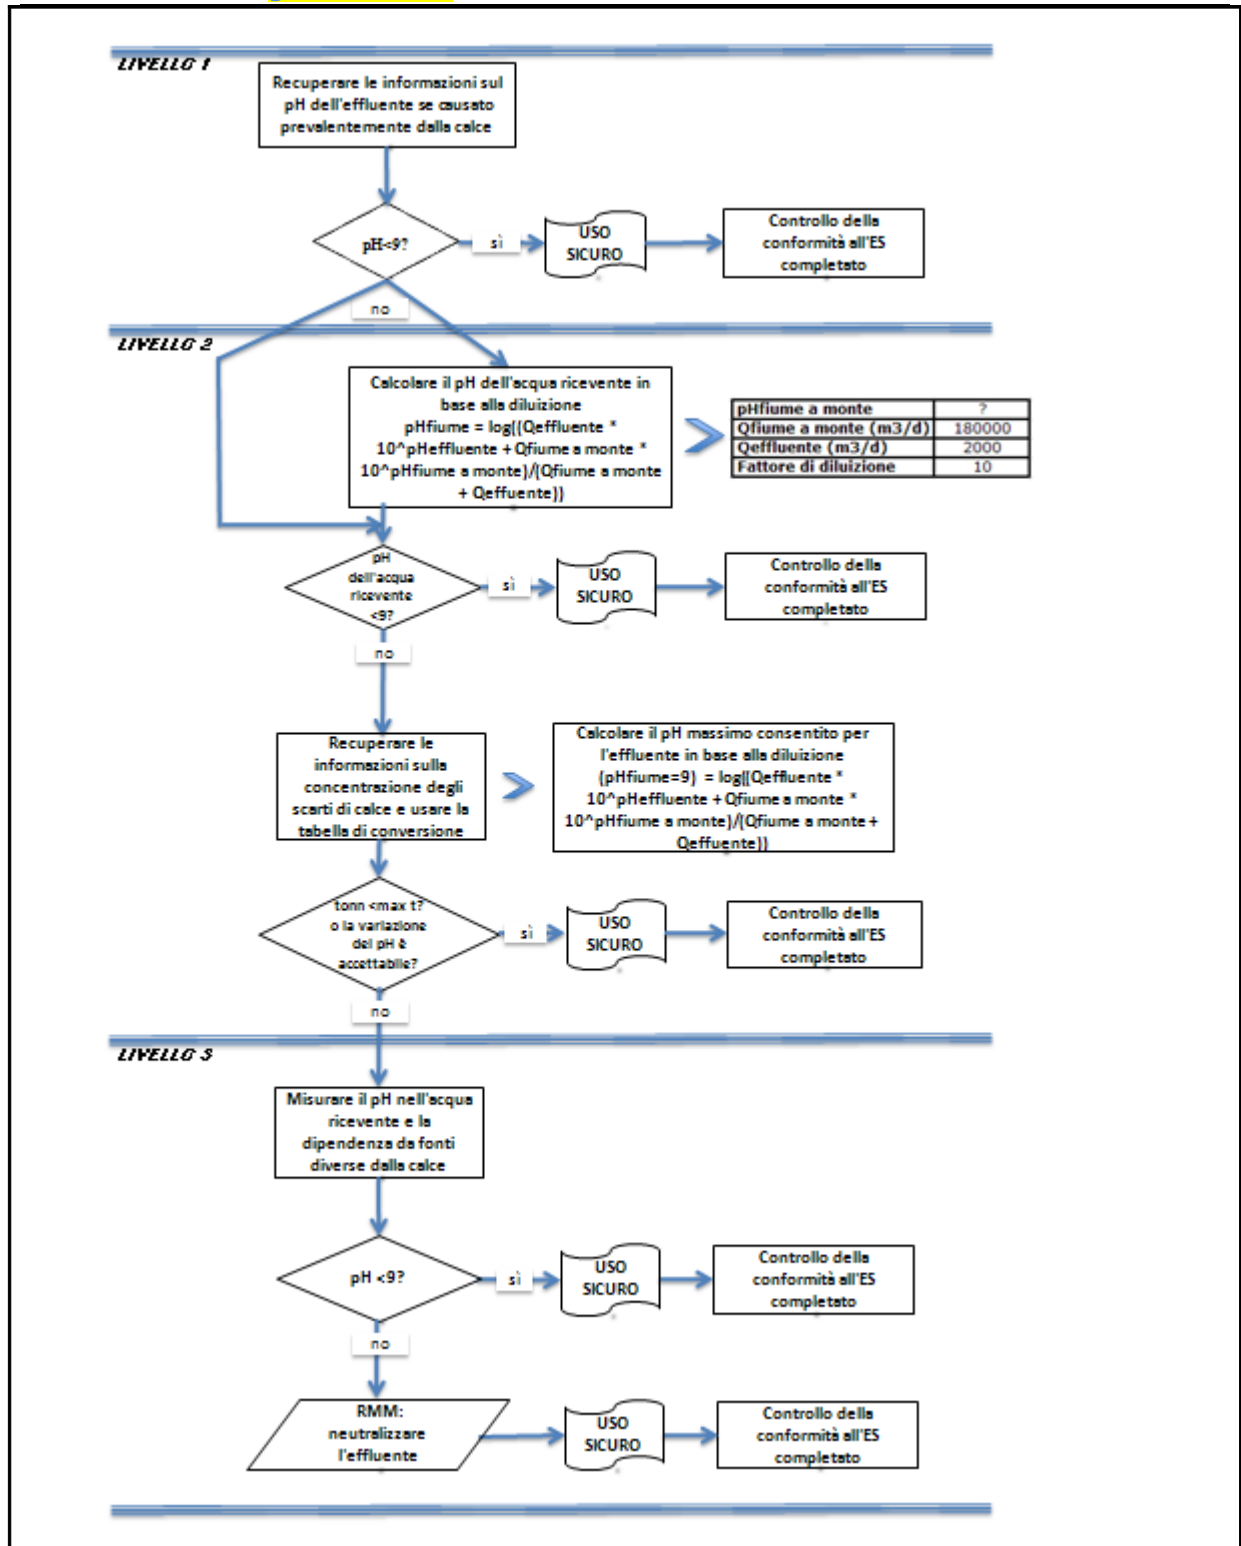 LIVELLO 1
Recuperare le informazioni sul
pH dell'effluente se causato
prevalentemente dalla calce
pH<9?
sì
USO
SICURO
Controllo della
conformità all'ES
completato
no
LIVELLO 2
Calcolare il pH dell'acqua ricevente in
base alla diluizione
pHfiume = log((Qeffluente *
10^pHeffluente + Qfiume a monte *
10^pHfiume a monte)/(Qfiume a monte
+ Qeffuente))
pHfiume a monte ?
Qfiume a monte (m3/d) 180000
Qeffluente (m3/d) 2000
Fattore di diluizione 10
pH
dell'acqua
ricevente
<9?
sì
USO
SICURO
Controllo della
conformità all'ES
completato
no
Recuperare le
informazioni sulla
concentrazione degli
scarti di calce e usare la
tabella di conversione
Calcolare il pH massimo consentito per
l'effluente in base alla diluizione
(pHfiume=9) = log((Qeffluente *
10^pHeffluente + Qfiume a monte *
10^pHfiume a monte)/(Qfiume a monte +
Qeffuente))
tonn <max t?
o la variazione
del pH è
accettabile?
sì
USO
SICURO
Controllo della
conformità all'ES
completato
no
LIVELLO 3
Misurare il pH nell'acqua
ricevente e la
dipendenza da fonti
diverse dalla calce
pH <9?
sì
USO
SICURO
Controllo della
conformità all'ES
completato
no
RMM:
neutralizzare
l'effluente
USO
SICURO
Controllo della
conformità all'ES
completato